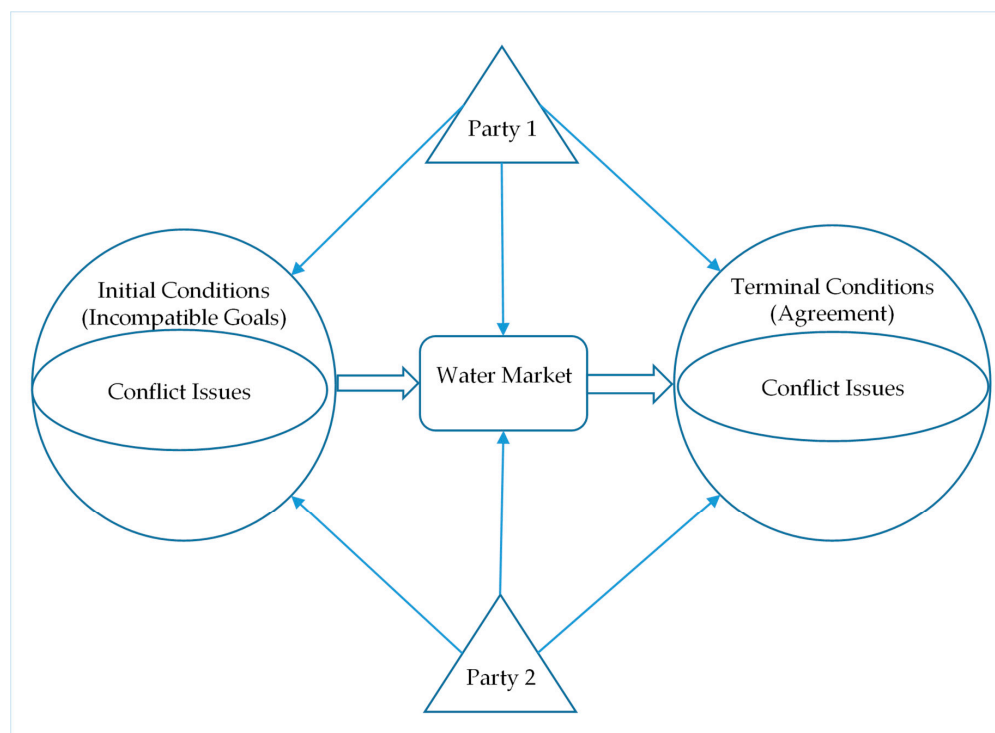 Party 1
Initial Conditions
(Incompatible Goals)
Conflict Issues
Water Market
Terminal Conditions
(Agreement)
Conflict Issues
Party 2